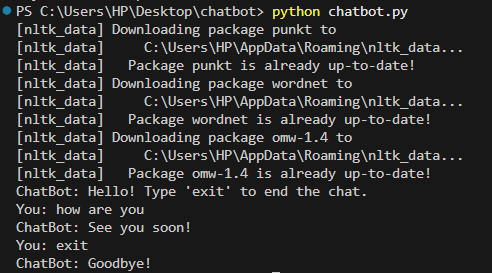 PS C:\Users\HP\Desktop\chatbot> python chatbot.py
[nltk_data] Downloading package punkt to
[nltk_data]     C:\Users\HP\AppData\Roaming\nltk_data...
[nltk_data]   Package punkt is already up-to-date!
[nltk_data] Downloading package wordnet to
[nltk_data]     C:\Users\HP\AppData\Roaming\nltk_data...
[nltk_data]   Package wordnet is already up-to-date!
[nltk_data] Downloading package omw-1.4 to
[nltk_data]     C:\Users\HP\AppData\Roaming\nltk_data...
[nltk_data]   Package omw-1.4 is already up-to-date!
ChatBot: Hello! Type 'exit' to end the chat.
You: how are you
ChatBot: See you soon!
You: exit
ChatBot: Goodbye!